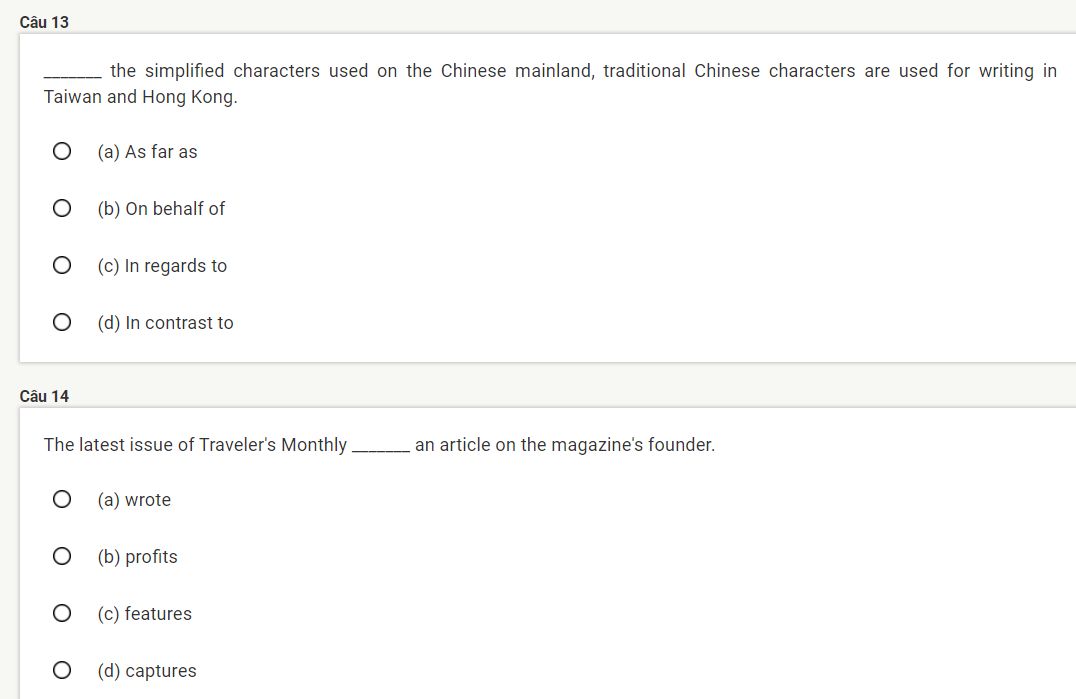 Câu 13
_______ the simplified characters used on the Chinese mainland, traditional Chinese characters are used for writing in
Taiwan and Hong Kong.
(a) As far as
(b) On behalf of
(c) In regards to
(d) In contrast to
Câu 14
The latest issue of Traveler's Monthly _______ an article on the magazine's founder.
(a) wrote
(b) profits
(c) features
(d) captures